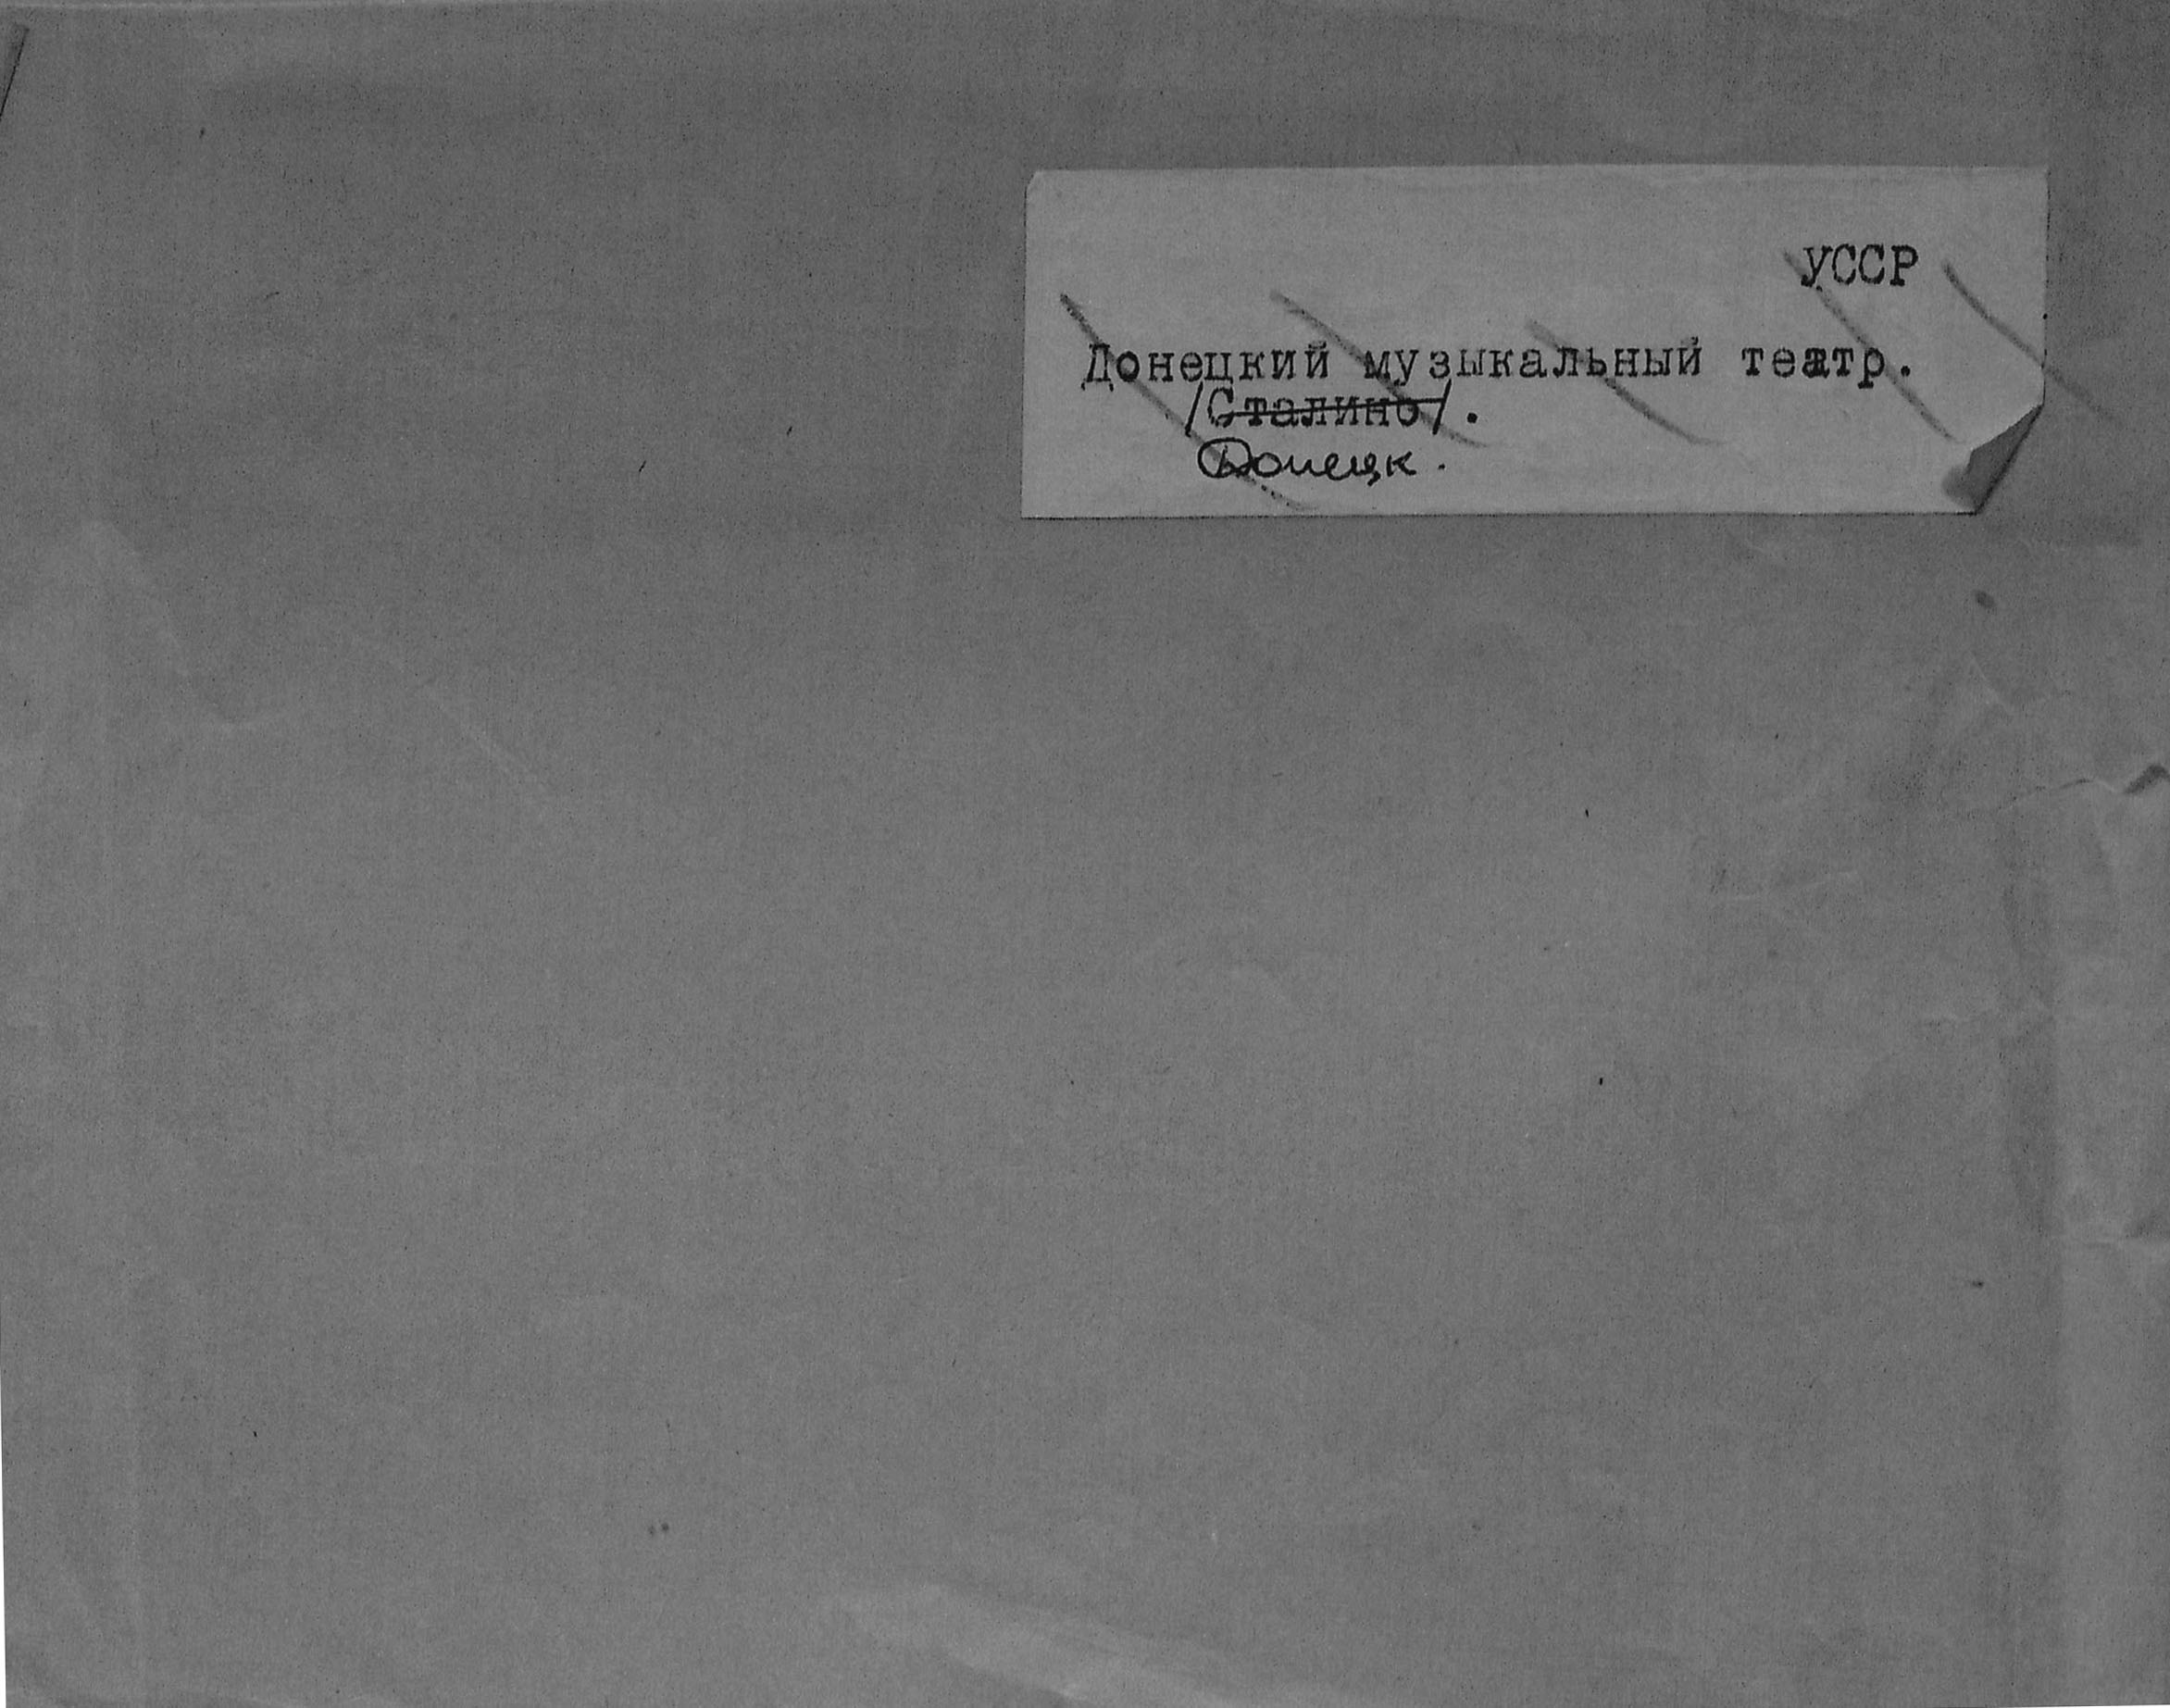 УССР
Донецкий музыкальный театр.
/Сталино/.
Донецк.